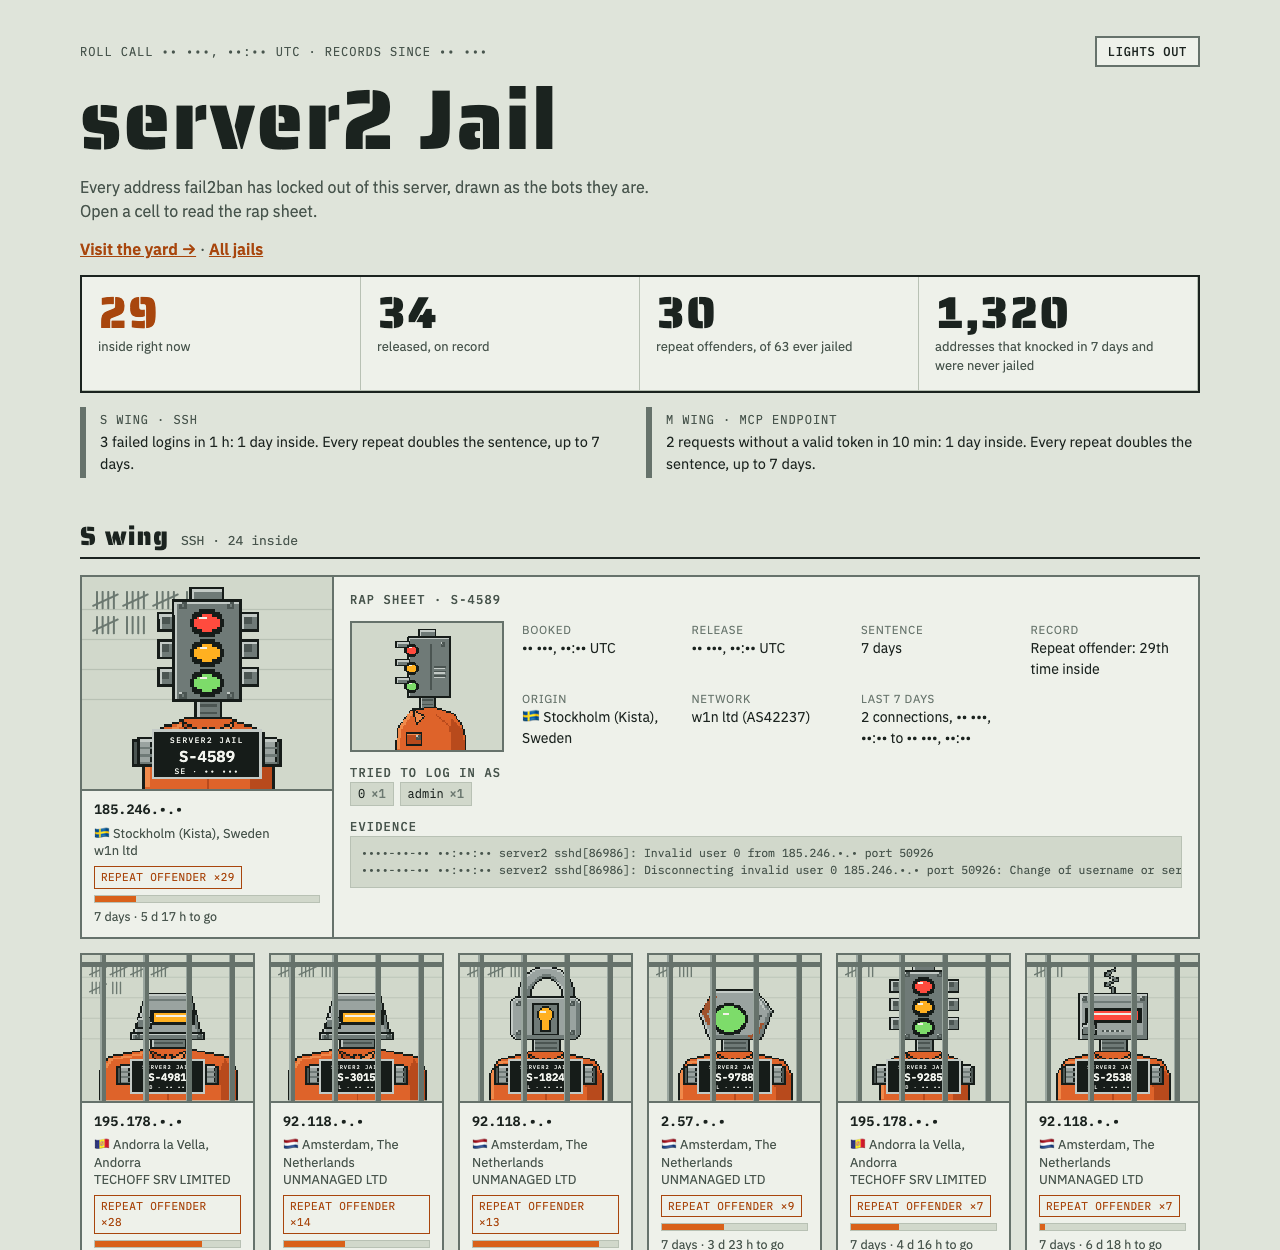 ROLL CALL •• •••, ••:•• UTC · RECORDS SINCE •• •••
LIGHTS OUT
server2 Jail
Every address fail2ban has locked out of this server, drawn as the bots they are.
Open a cell to read the rap sheet.
Visit the yard → · All jails
29
inside right now
34
released, on record
30
repeat offenders, of 63 ever jailed
1,320
addresses that knocked in 7 days and
were never jailed
S WING · SSH
3 failed logins in 1 h: 1 day inside. Every repeat doubles the sentence, up to 7
days.
M WING · MCP ENDPOINT
2 requests without a valid token in 10 min: 1 day inside. Every repeat doubles the
sentence, up to 7 days.
S wing SSH · 24 inside
SERVER2 JAIL
S-4589
SE · •• •••
185.246.•.•
🇸🇪 Stockholm (Kista), Sweden
w1n ltd
REPEAT OFFENDER ×29
7 days · 5 d 17 h to go
RAP SHEET · S-4589
BOOKED
•• •••, ••:•• UTC
RELEASE
•• •••, ••:•• UTC
SENTENCE
7 days
RECORD
Repeat offender: 29th
time inside
ORIGIN
🇸🇪 Stockholm (Kista),
Sweden
NETWORK
w1n ltd (AS42237)
LAST 7 DAYS
2 connections, •• •••,
••:•• to •• •••, ••:••
TRIED TO LOG IN AS
0 ×1
admin ×1
EVIDENCE
••••-••-•• ••:••:•• server2 sshd[86986]: Invalid user 0 from 185.246.•.• port 50926
••••-••-•• ••:••:•• server2 sshd[86986]: Disconnecting invalid user 0 185.246.•.• port 50926: Change of username or ser
S-4981
195.178.•.•
🇦🇩 Andorra la Vella,
Andorra
TECHOFF SRV LIMITED
REPEAT OFFENDER
×28
S-3015
92.118.•.•
🇳🇱 Amsterdam, The
Netherlands
UNMANAGED LTD
REPEAT OFFENDER
×14
S-1824
92.118.•.•
🇳🇱 Amsterdam, The
Netherlands
UNMANAGED LTD
REPEAT OFFENDER
×13
S-9788
2.57.•.•
🇳🇱 Amsterdam, The
Netherlands
UNMANAGED LTD
REPEAT OFFENDER ×9
7 days · 3 d 23 h to go
S-9285
195.178.•.•
🇦🇩 Andorra la Vella,
Andorra
TECHOFF SRV LIMITED
REPEAT OFFENDER ×7
7 days · 4 d 16 h to go
S-2538
92.118.•.•
🇳🇱 Amsterdam, The
Netherlands
UNMANAGED LTD
REPEAT OFFENDER ×7
7 days · 6 d 18 h to go